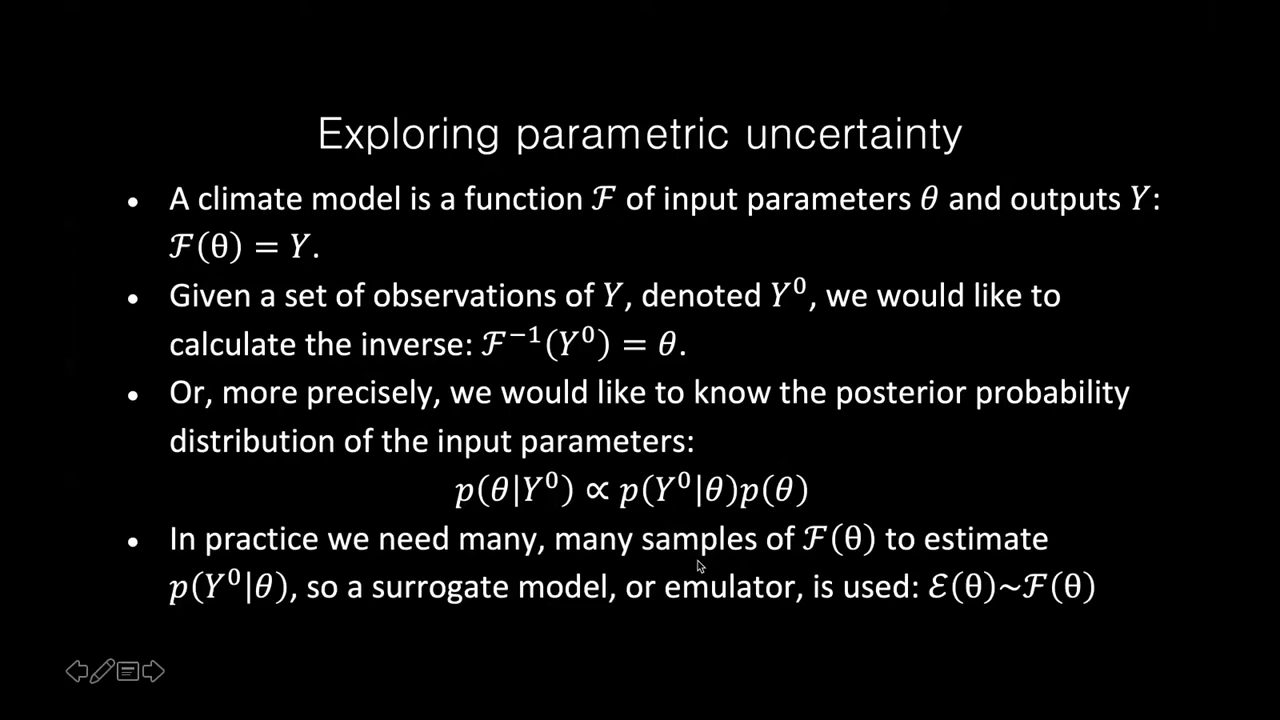 Exploring parametric uncertainty
• A climate model is a function ℱ of input parameters θ and outputs Y:
ℱ(θ) = Y.
• Given a set of observations of Y, denoted Y⁰, we would like to
calculate the inverse: ℱ⁻¹(Y⁰) = θ.
• Or, more precisely, we would like to know the posterior probability
distribution of the input parameters:
p(θ|Y⁰) ∝ p(Y⁰|θ)p(θ)
• In practice we need many, many samples of ℱ(θ) to estimate
p(Y⁰|θ), so a surrogate model, or emulator, is used: ℰ(θ)~ℱ(θ)